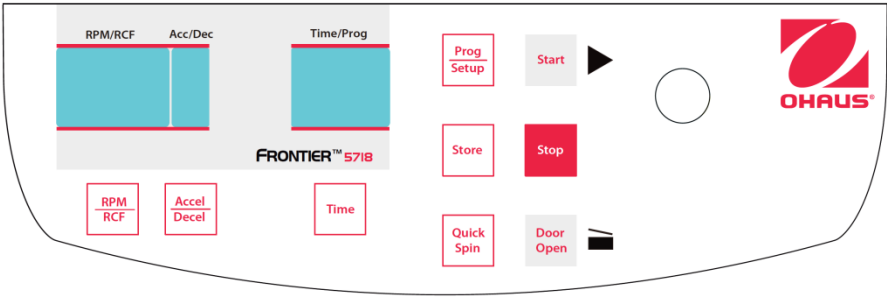 RPM/RCF Acc/Dec Time/Prog
FRONTIER™ 5718
RPM
RCF
Accel
Decel
Time
Prog
Setup
Start
Store
Stop
Quick
Spin
Door
Open
OHAUS®